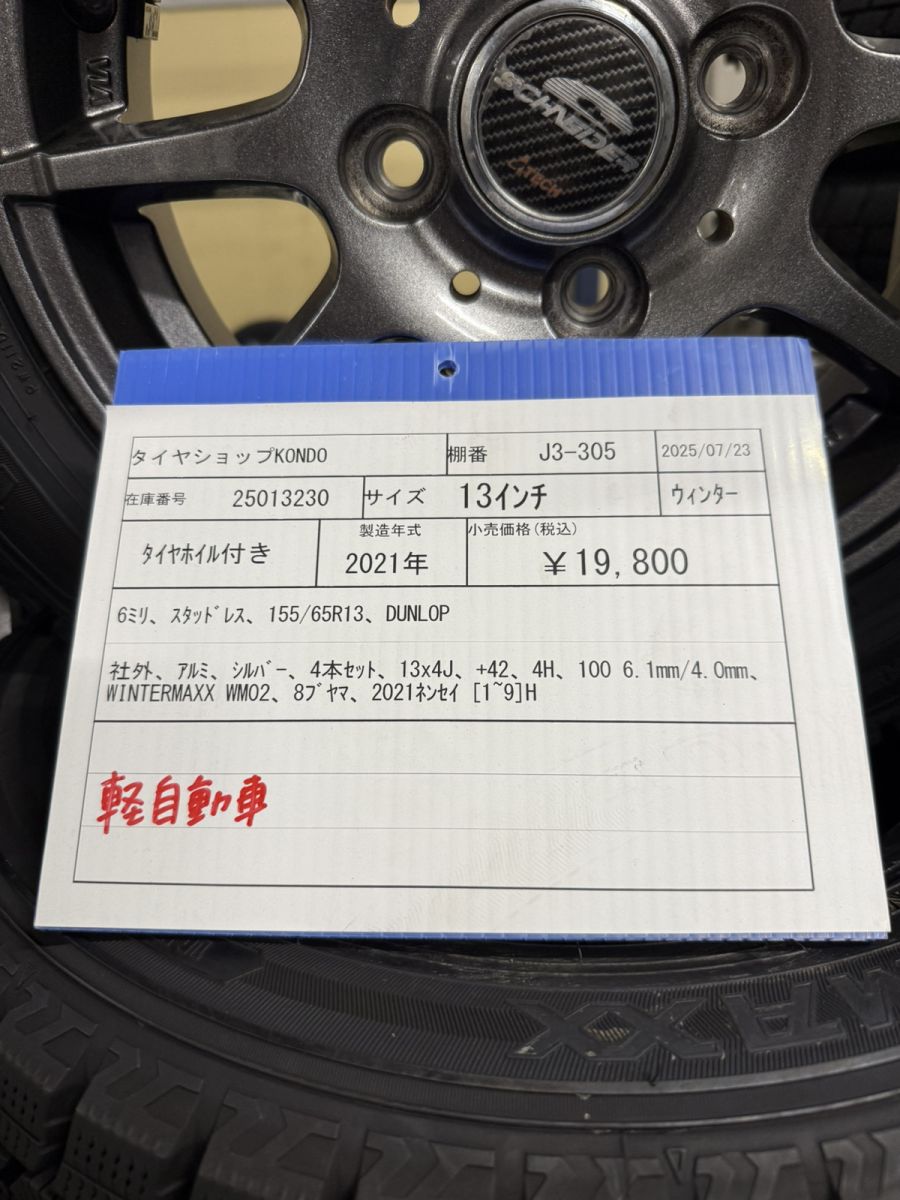 VIA
SCHNEIDER
TECH
タイヤショップKONDO 棚番 J3-305 2025/07/23
在庫番号 25013230 サイズ 13インチ ウィンター
タイヤホイル付き 製造年式 2021年 小売価格(税込) ¥19,800
6ミリ、スタッドレス、155/65R13、DUNLOP
社外、アルミ、シルバー、4本セット、13x4J、+42、4H、100 6.1mm/4.0mm、
WINTERMAXX WM02、8ブヤマ、2021ネンセイ [1~9]H
軽自動車
MAXX